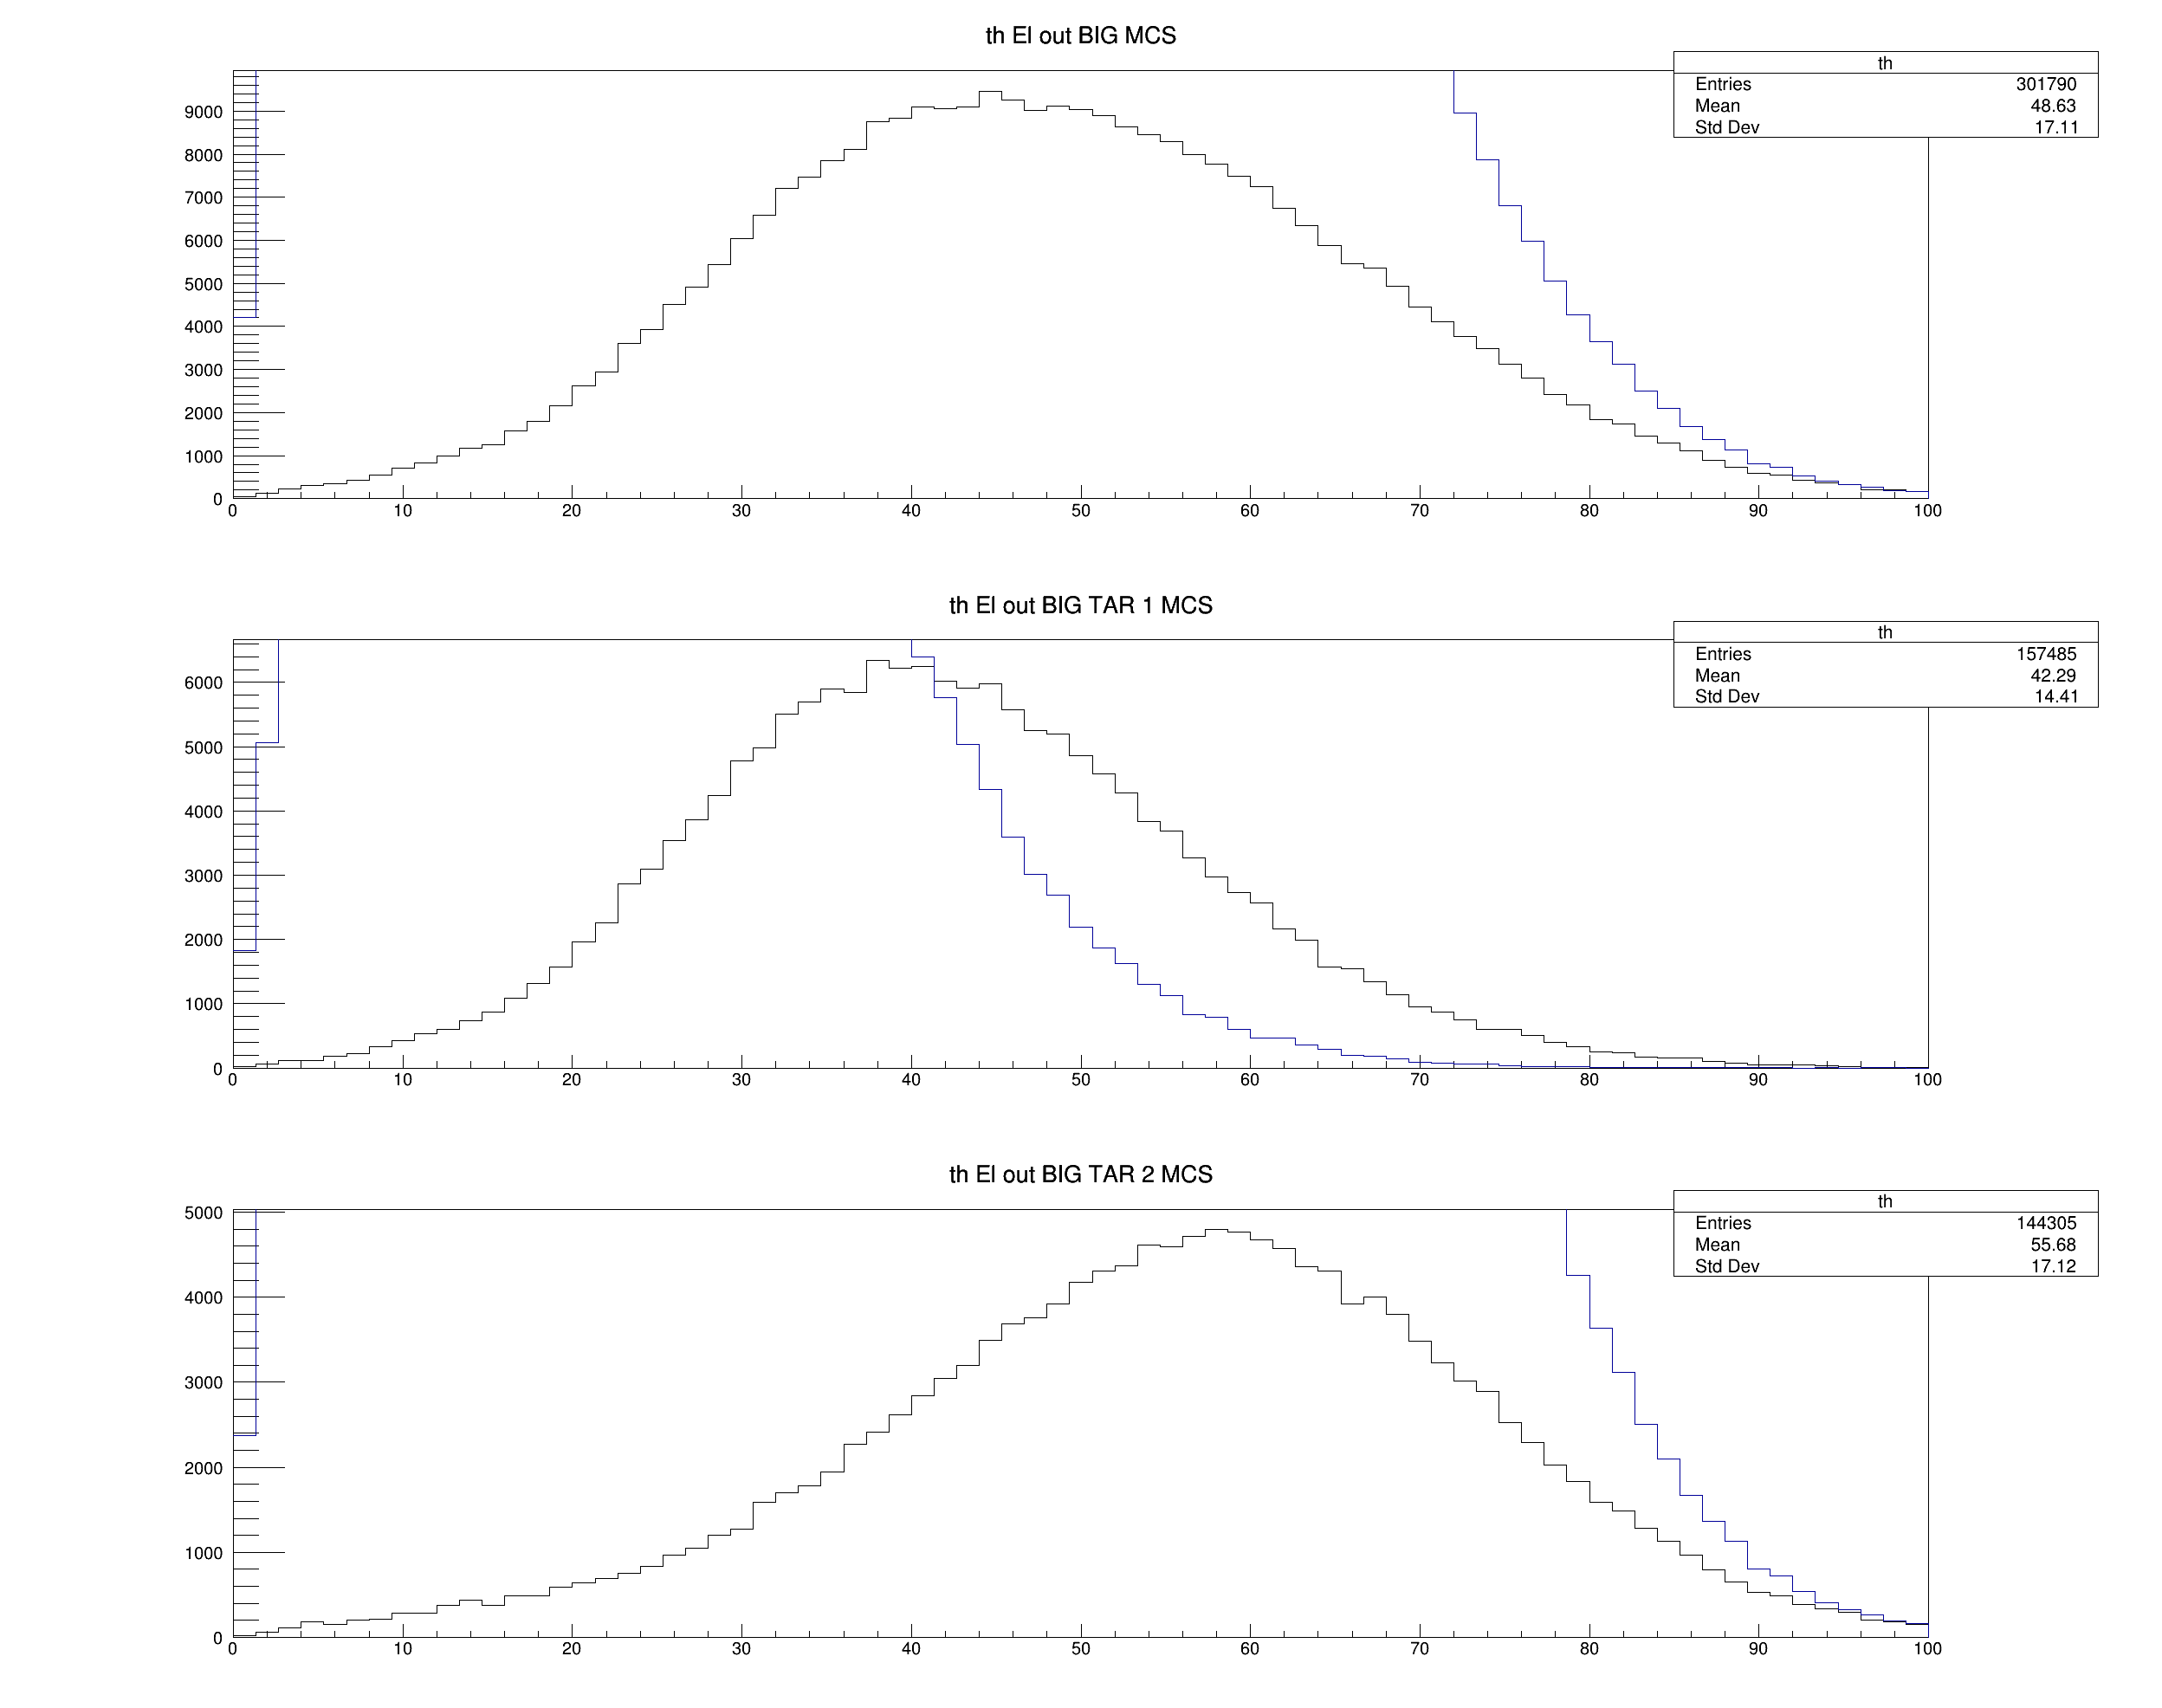 th El out BIG MCS
th
Entries 301790
Mean 48.63
Std Dev 17.11
9000
8000
7000
6000
5000
4000
3000
2000
1000
0
0 10 20 30 40 50 60 70 80 90 100
th El out BIG TAR 1 MCS
th
Entries 157485
Mean 42.29
Std Dev 14.41
6000
5000
4000
3000
2000
1000
0
0 10 20 30 40 50 60 70 80 90 100
th El out BIG TAR 2 MCS
th
Entries 144305
Mean 55.68
Std Dev 17.12
5000
4000
3000
2000
1000
0
0 10 20 30 40 50 60 70 80 90 100